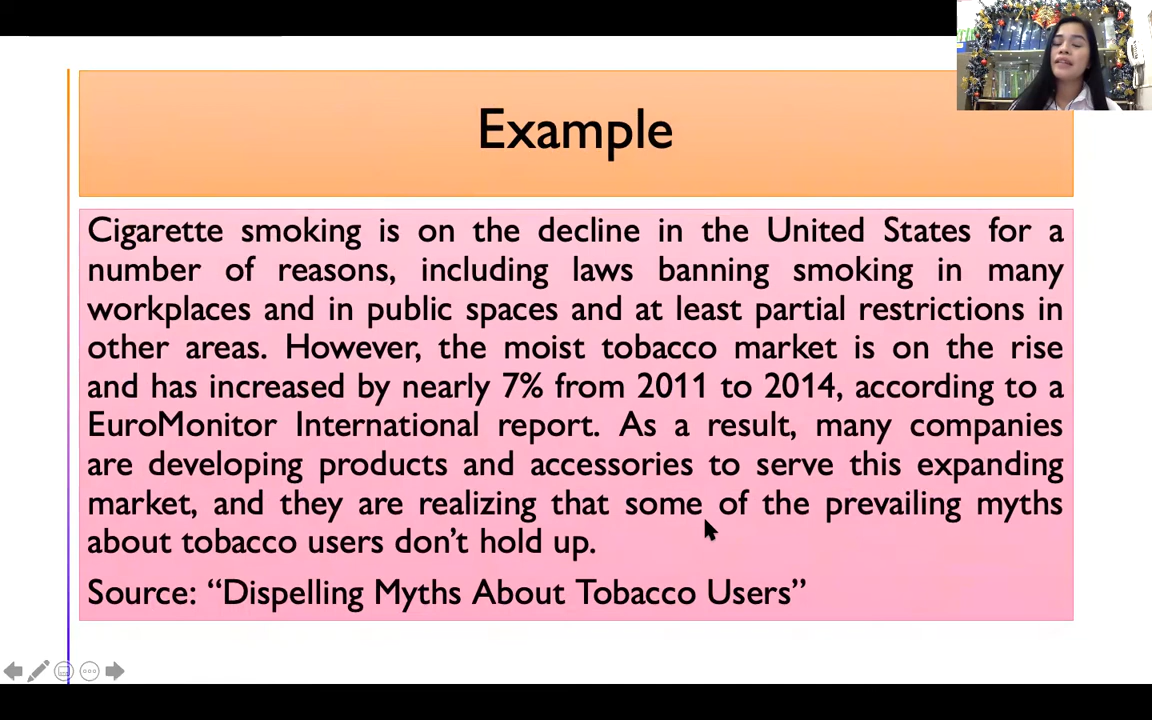 Example
Cigarette smoking is on the decline in the United States for a
number of reasons, including laws banning smoking in many
workplaces and in public spaces and at least partial restrictions in
other areas. However, the moist tobacco market is on the rise
and has increased by nearly 7% from 2011 to 2014, according to a
EuroMonitor International report. As a result, many companies
are developing products and accessories to serve this expanding
market, and they are realizing that some of the prevailing myths
about tobacco users don’t hold up.
Source: “Dispelling Myths About Tobacco Users”